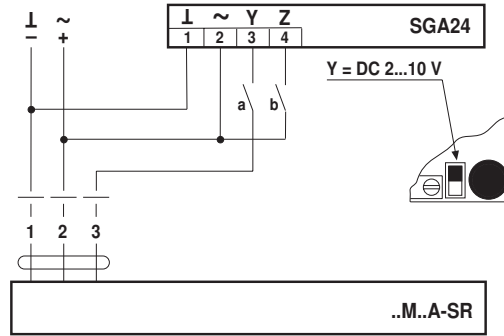 ⊥ ~
– +
⊥ ~ Y Z
1 2 3 4
SGA24
Y = DC 2...10 V
a b
1 2 3
..M..A-SR